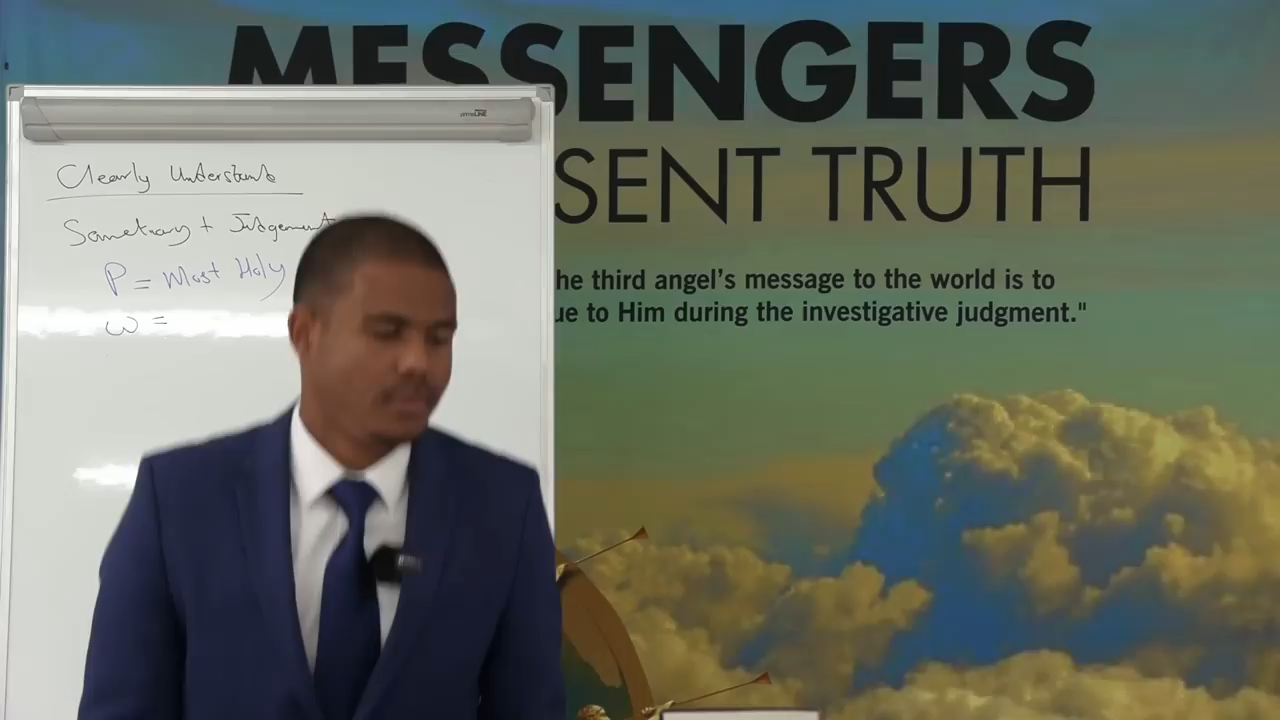 MESSENGERS
SENT TRUTH
he third angel's message to the world is to
ue to Him during the investigative judgment."
Clearly Understand
Sanctuary + Judgement
P = Most Holy
W =